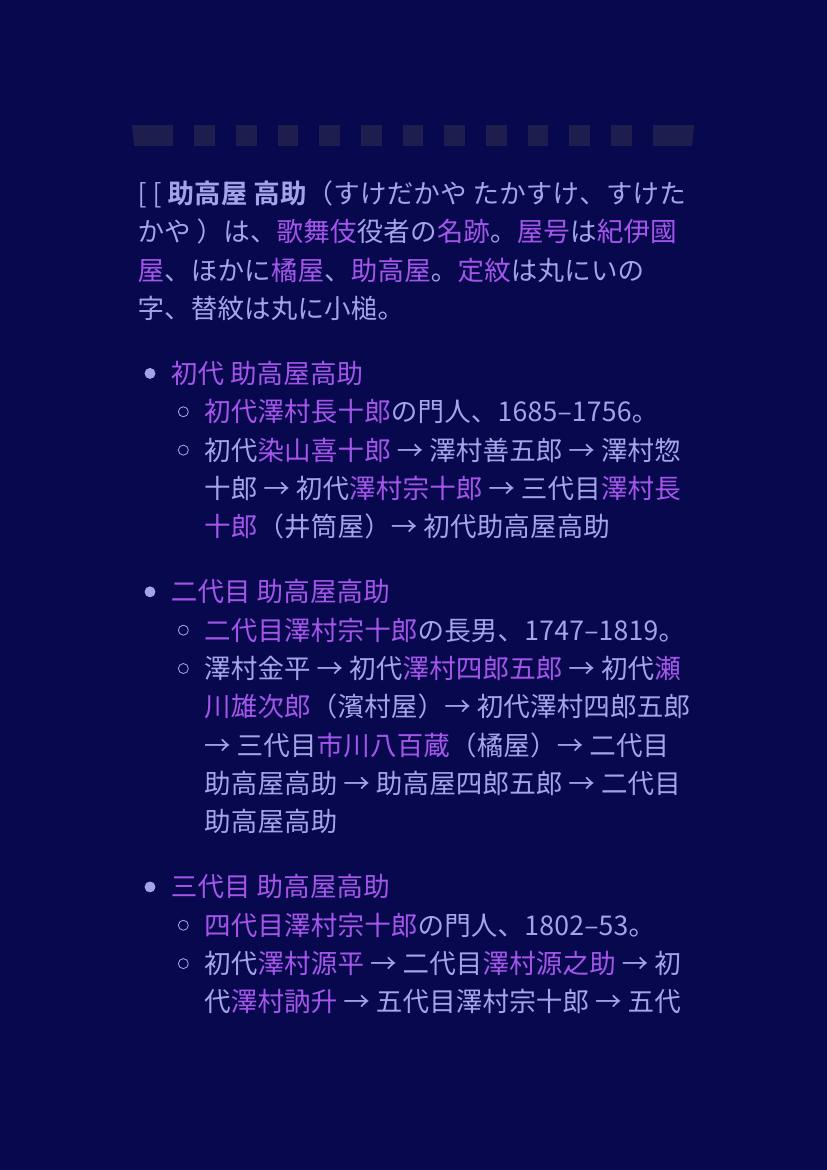 [ [ 助高屋 高助（すけだかや たかすけ、すけた
かや ）は、歌舞伎役者の名跡。屋号は紀伊國
屋、ほかに橘屋、助高屋。定紋は丸にいの
字、替紋は丸に小槌。
• 初代 助高屋高助
◦ 初代澤村長十郎の門人、1685–1756。
◦ 初代染山喜十郎 → 澤村善五郎 → 澤村惣
十郎 → 初代澤村宗十郎 → 三代目澤村長
十郎（井筒屋）→ 初代助高屋高助
• 二代目 助高屋高助
◦ 二代目澤村宗十郎の長男、1747–1819。
◦ 澤村金平 → 初代澤村四郎五郎 → 初代瀬
川雄次郎（濱村屋）→ 初代澤村四郎五郎
→ 三代目市川八百蔵（橘屋）→ 二代目
助高屋高助 → 助高屋四郎五郎 → 二代目
助高屋高助
• 三代目 助高屋高助
◦ 四代目澤村宗十郎の門人、1802–53。
◦ 初代澤村源平 → 二代目澤村源之助 → 初
代澤村訥升 → 五代目澤村宗十郎 → 五代